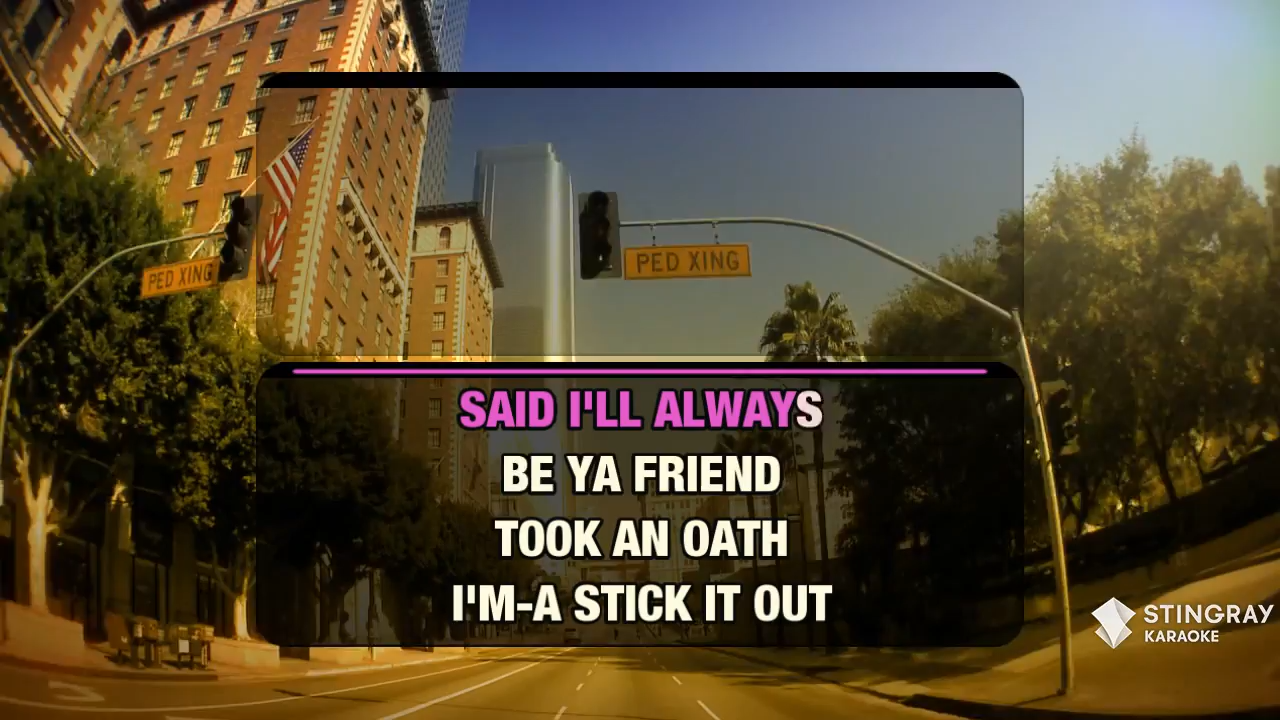 PED XING
PED XING
SAID I'LL ALWAYS
BE YA FRIEND
TOOK AN OATH
I'M-A STICK IT OUT
STINGRAY
KARAOKE